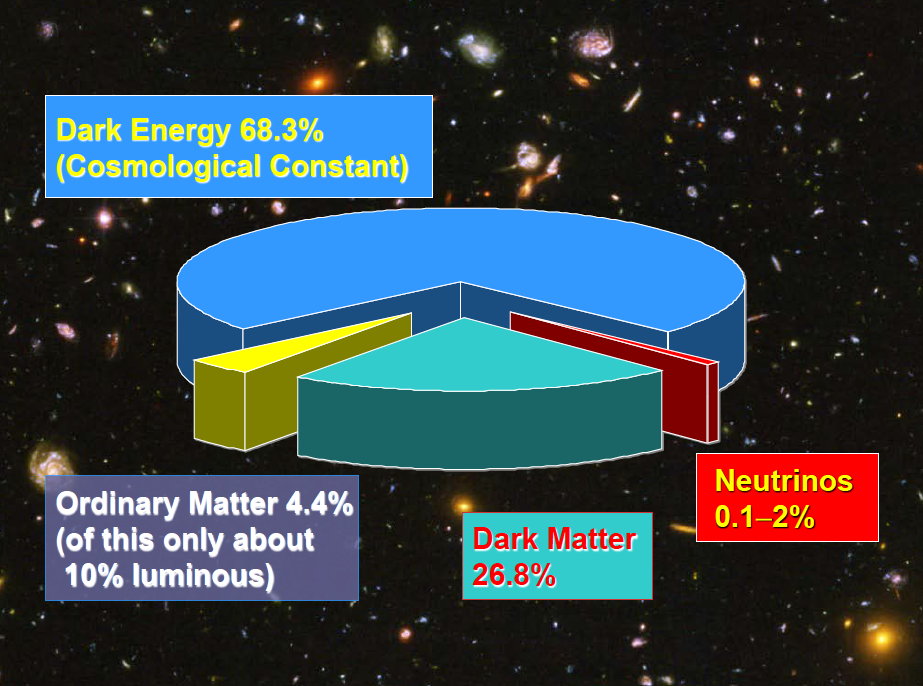 Dark Energy 68.3%
(Cosmological Constant)
Ordinary Matter 4.4%
(of this only about
10% luminous)
Dark Matter
26.8%
Neutrinos
0.1–2%